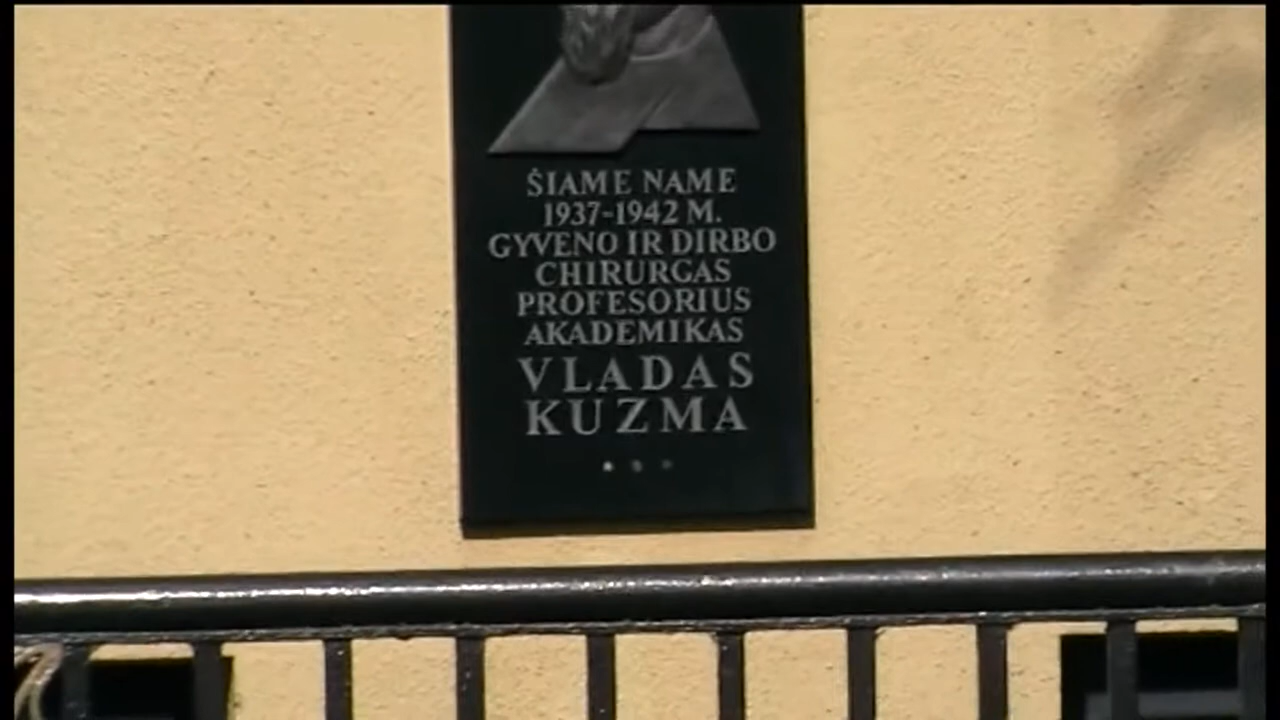 ŠIAME NAME
1937-1942 M.
GYVENO IR DIRBO
CHIRURGAS
PROFESORIUS
AKADEMIKAS
VLADAS
KUZMA